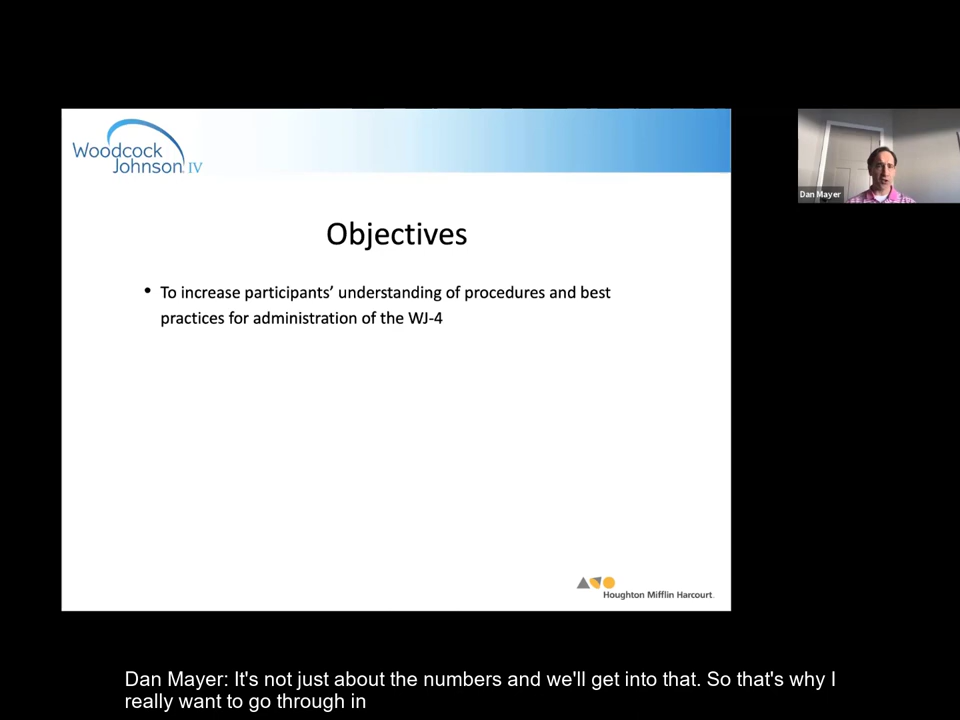 Woodcock
Johnson IV
Objectives
• To increase participants’ understanding of procedures and best
practices for administration of the WJ-4
Houghton Mifflin Harcourt.
Dan Mayer
Dan Mayer: It's not just about the numbers and we'll get into that. So that's why I
really want to go through in